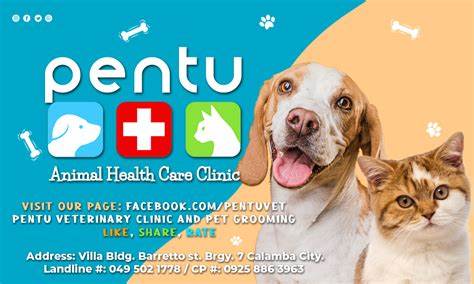 pentu
Animal Health Care Clinic
VISIT OUR PAGE: FACEBOOK.COM/PENTUVET
PENTU VETERINARY CLINIC AND PET GROOMING
LIKE, SHARE, RATE
Address: Villa Bldg. Barretto st. Brgy. 7 Calamba City.
Landline #: 049 502 1778 / CP #: 0925 886 3963